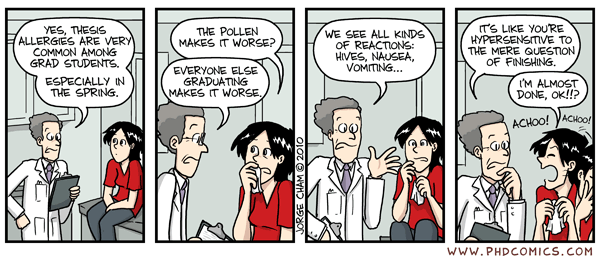 YES, THESIS
ALLERGIES ARE VERY
COMMON AMONG
GRAD STUDENTS.
ESPECIALLY IN
THE SPRING.
THE POLLEN
MAKES IT WORSE?
EVERYONE ELSE
GRADUATING
MAKES IT WORSE.
JORGE CHAM © 2010
WE SEE ALL KINDS
OF REACTIONS:
HIVES, NAUSEA,
VOMITING...
IT'S LIKE YOU'RE
HYPERSENSITIVE TO
THE MERE QUESTION
OF FINISHING.
I'M ALMOST
DONE, OK!!?
ACHOO!
ACHOO!
WWW.PHDCOMICS.COM